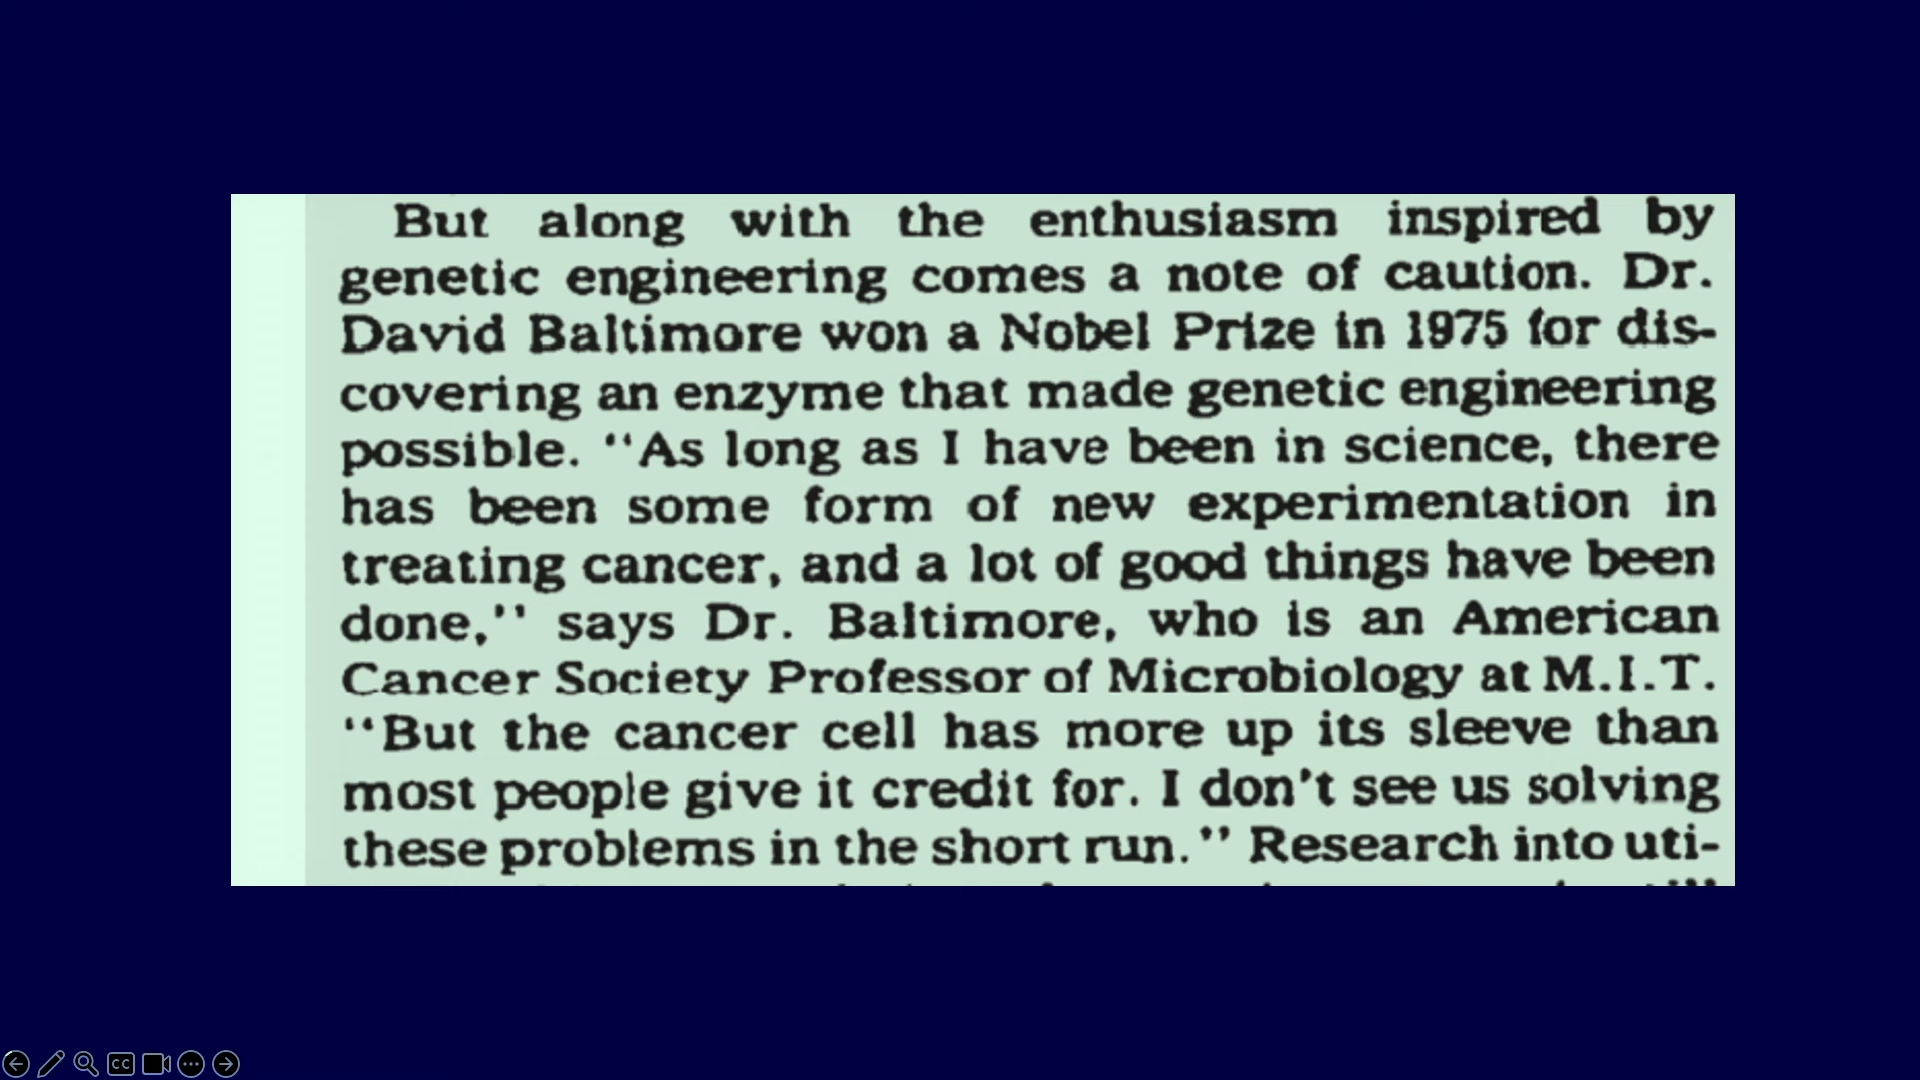 But along with the enthusiasm inspired by
genetic engineering comes a note of caution. Dr.
David Baltimore won a Nobel Prize in 1975 for dis-
covering an enzyme that made genetic engineering
possible. "As long as I have been in science, there
has been some form of new experimentation in
treating cancer, and a lot of good things have been
done," says Dr. Baltimore, who is an American
Cancer Society Professor of Microbiology at M.I.T.
"But the cancer cell has more up its sleeve than
most people give it credit for. I don't see us solving
these problems in the short run." Research into uti-
CC